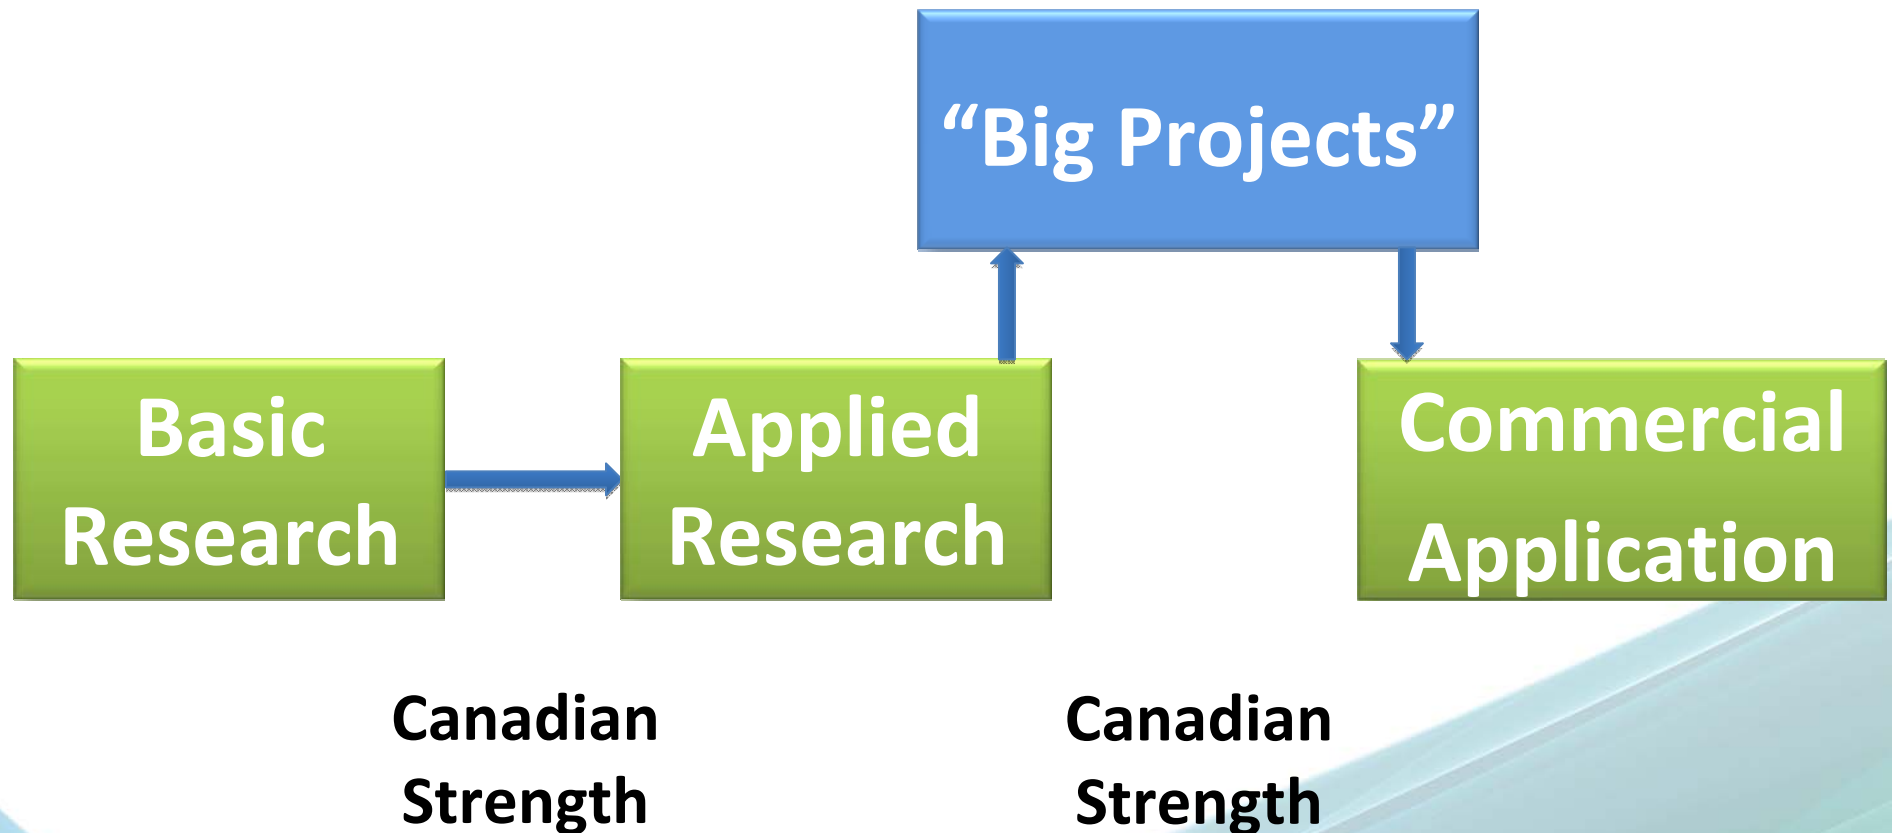 “Big Projects”
Basic
Research
Applied
Research
Commercial
Application
Canadian
Strength
Canadian
Strength